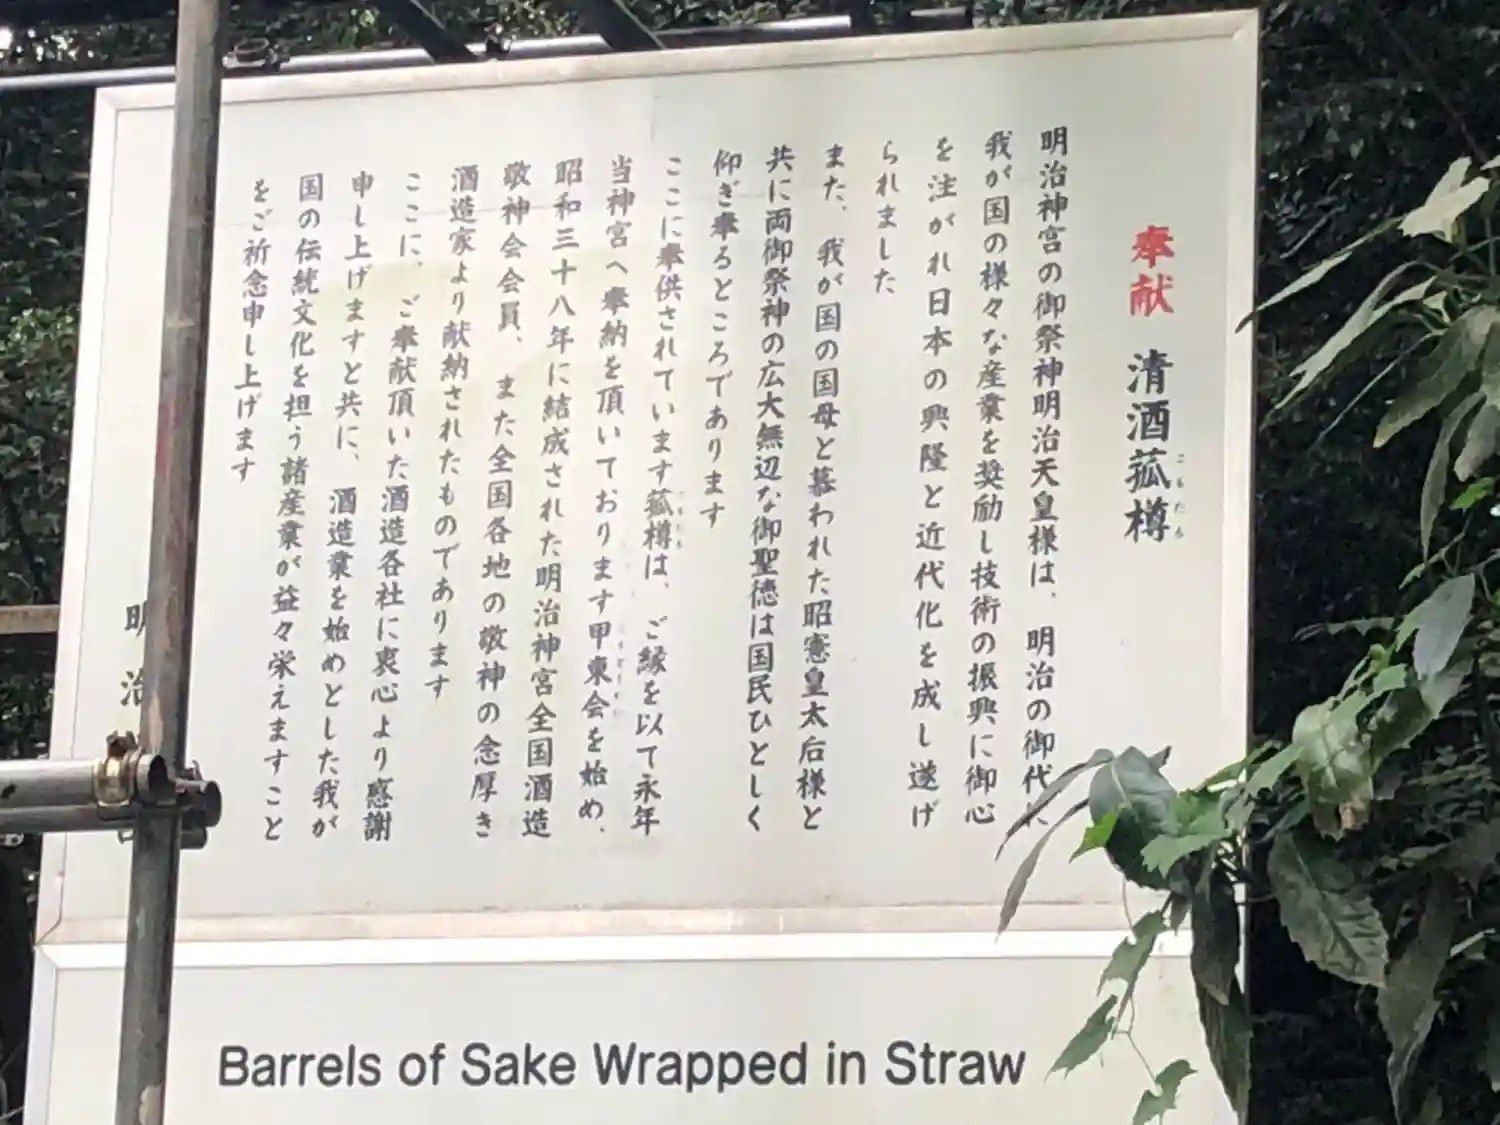 奉献 清酒菰樽
こもだる
明治神宮の御祭神明治天皇様は、明治の御代に
我が国の様々な産業を奨励し技術の振興に御心
を注がれ日本の興隆と近代化を成し遂げ
られました
また、我が国の国母と慕われた昭憲皇太后様と
共に両御祭神の広大無辺な御聖徳は国民ひとしく
仰ぎ奉るところであります
ここに奉供されています菰樽は、ご縁を以て永年
こもだる
当神宮へ奉納を頂いております甲東会を始め、
昭和三十八年に結成された明治神宮全国酒造
敬神会会員、また全国各地の敬神の念厚き
酒造家より献納されたものであります
ここに、ご奉献頂いた酒造各社に衷心より感謝
申し上げますと共に、酒造業を始めとした我が
国の伝統文化を担う諸産業が益々栄えますこと
をご祈念申し上げます
明治
Barrels of Sake Wrapped in Straw